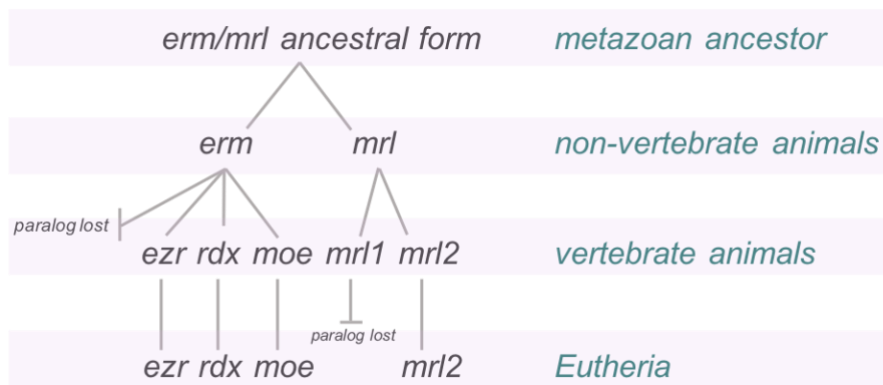 erm/mrl ancestral form metazoan ancestor
erm mrl non-vertebrate animals
paralog lost
ezr rdx moe mrl1 mrl2 vertebrate animals
paralog lost
ezr rdx moe mrl2 Eutheria